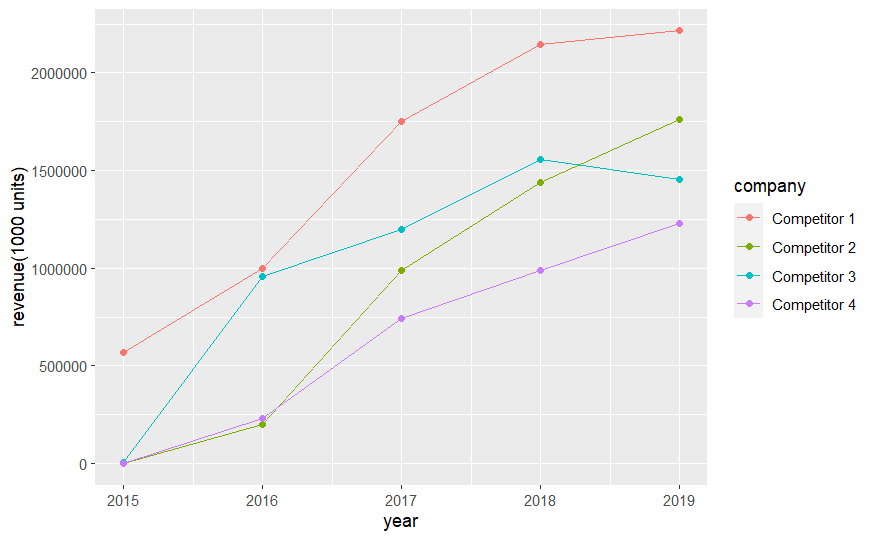 2000000
1500000
1000000
500000
0
revenue(1000 units)
2015 2016 2017 2018 2019
year
company
Competitor 1
Competitor 2
Competitor 3
Competitor 4